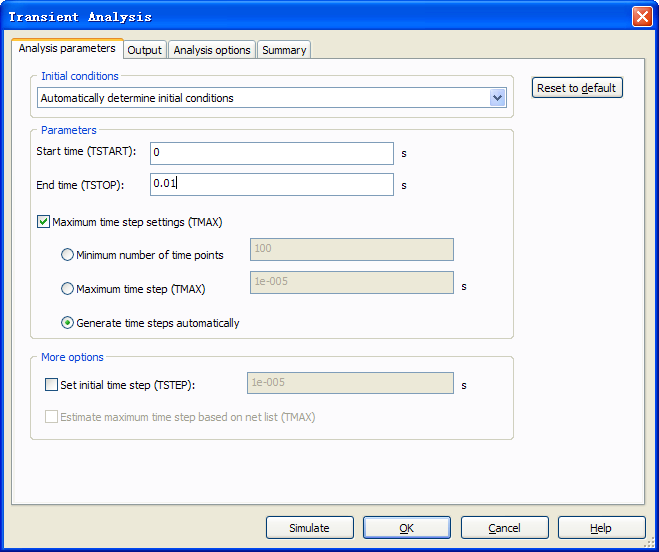 Transient Analysis
Analysis parameters Output Analysis options Summary
Initial conditions
Automatically determine initial conditions
Reset to default
Parameters
Start time (TSTART): 0 s
End time (TSTOP): 0.01 s
Maximum time step settings (TMAX)
Minimum number of time points 100
Maximum time step (TMAX) 1e-005 s
Generate time steps automatically
More options
Set initial time step (TSTEP): 1e-005 s
Estimate maximum time step based on net list (TMAX)
Simulate OK Cancel Help